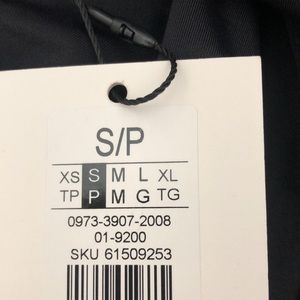 S/P
XS S M L XL
TP P M G TG
0973-3907-2008
01-9200
SKU 61509253